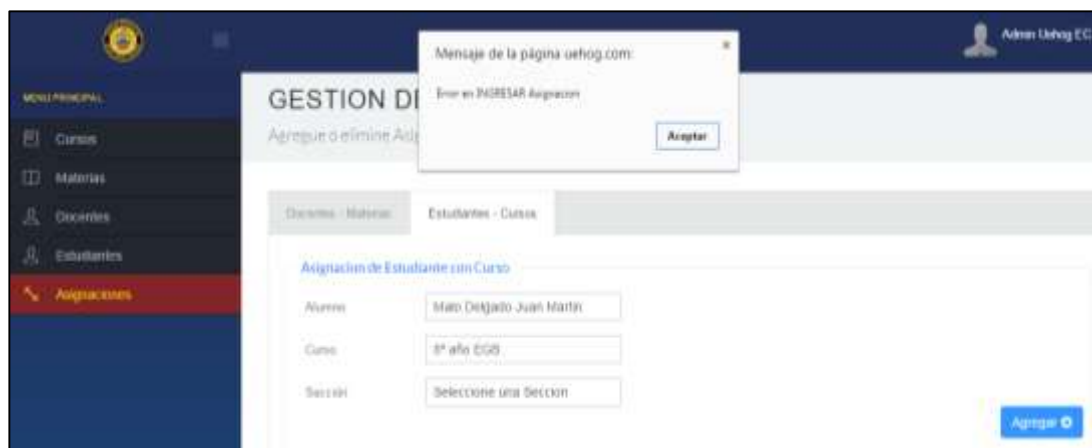 Admin Uehog EC
Mensaje de la página uehog.com:
Error en INGRESAR Asignacion
Aceptar
MENU PRINCIPAL
Cursos
Materias
Docentes
Estudiantes
Asignaciones
GESTION DE
Agregue o elimine Asig
Docentes - Materias
Estudiantes - Cursos
Asignacion de Estudiante con Curso
Alumno
Mato Delgado Juan Martin
Curso
8° año EGB
Sección
Seleccione una Seccion
Agregar